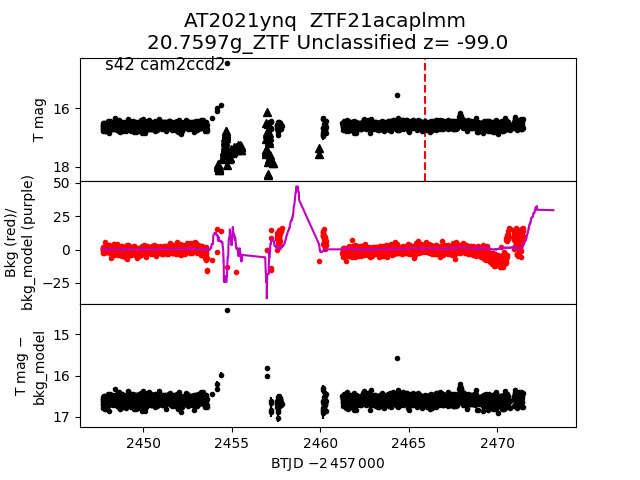 AT2021ynq  ZTF21acaplmm
20.7597g_ZTF Unclassified z= -99.0
s42 cam2ccd2
T mag
16
18
Bkg (red)/
bkg_model (purple)
50
25
0
−25
T mag −
bkg_model
15
16
17
2450 2455 2460 2465 2470
BTJD −2 457 000